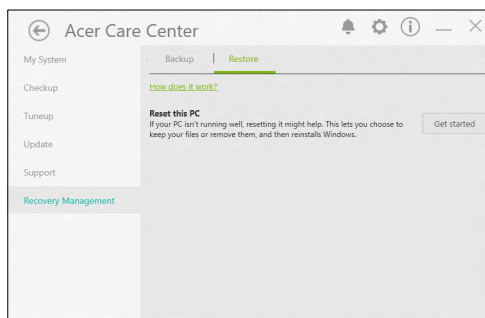 Acer Care Center
My System
Backup | Restore
Checkup
How does it work?
Reset this PC
If your PC isn't running well, resetting it might help. This lets you choose to
keep your files or remove them, and then reinstalls Windows.
Get started
Tuneup
Update
Support
Recovery Management